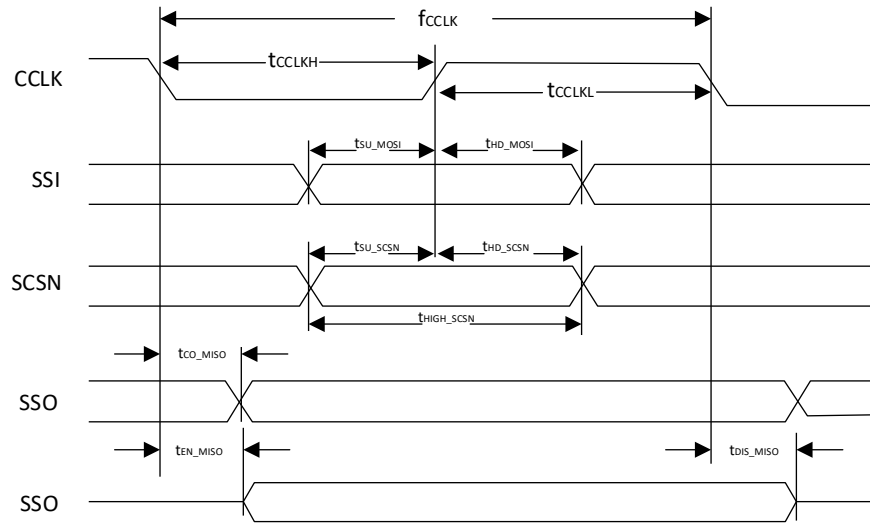 fCCLK
CCLK
tCCLKH
tCCLKL
tSU_MOSI
tHD_MOSI
SSI
tSU_SCSN
tHD_SCSN
SCSN
tHIGH_SCSN
tCO_MISO
SSO
tEN_MISO
tDIS_MISO
SSO